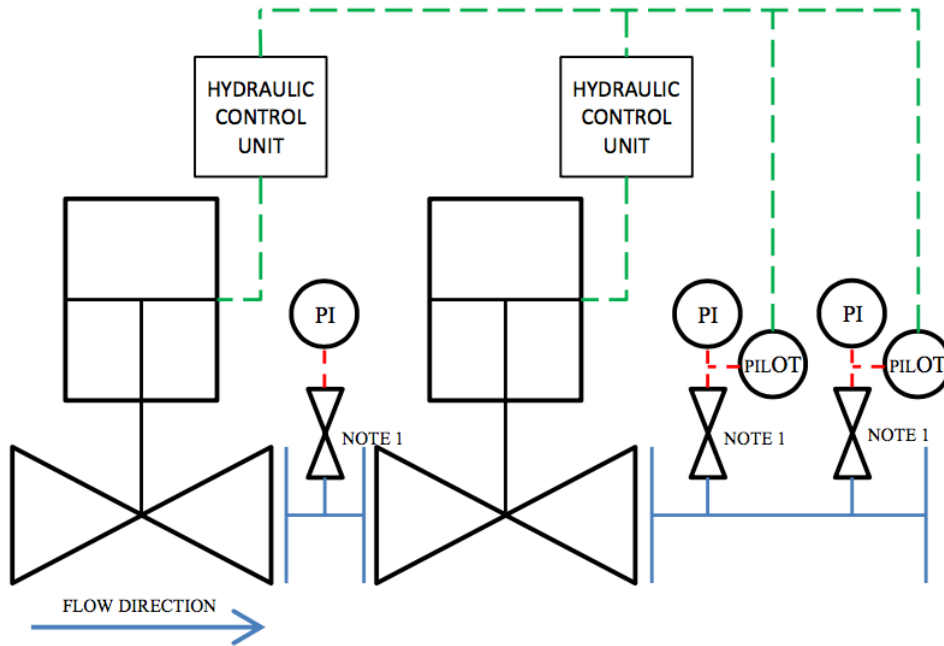 HYDRAULIC
CONTROL
UNIT
HYDRAULIC
CONTROL
UNIT
PI
PI
PI
PILOT
PILOT
NOTE 1
NOTE 1
NOTE 1
FLOW DIRECTION